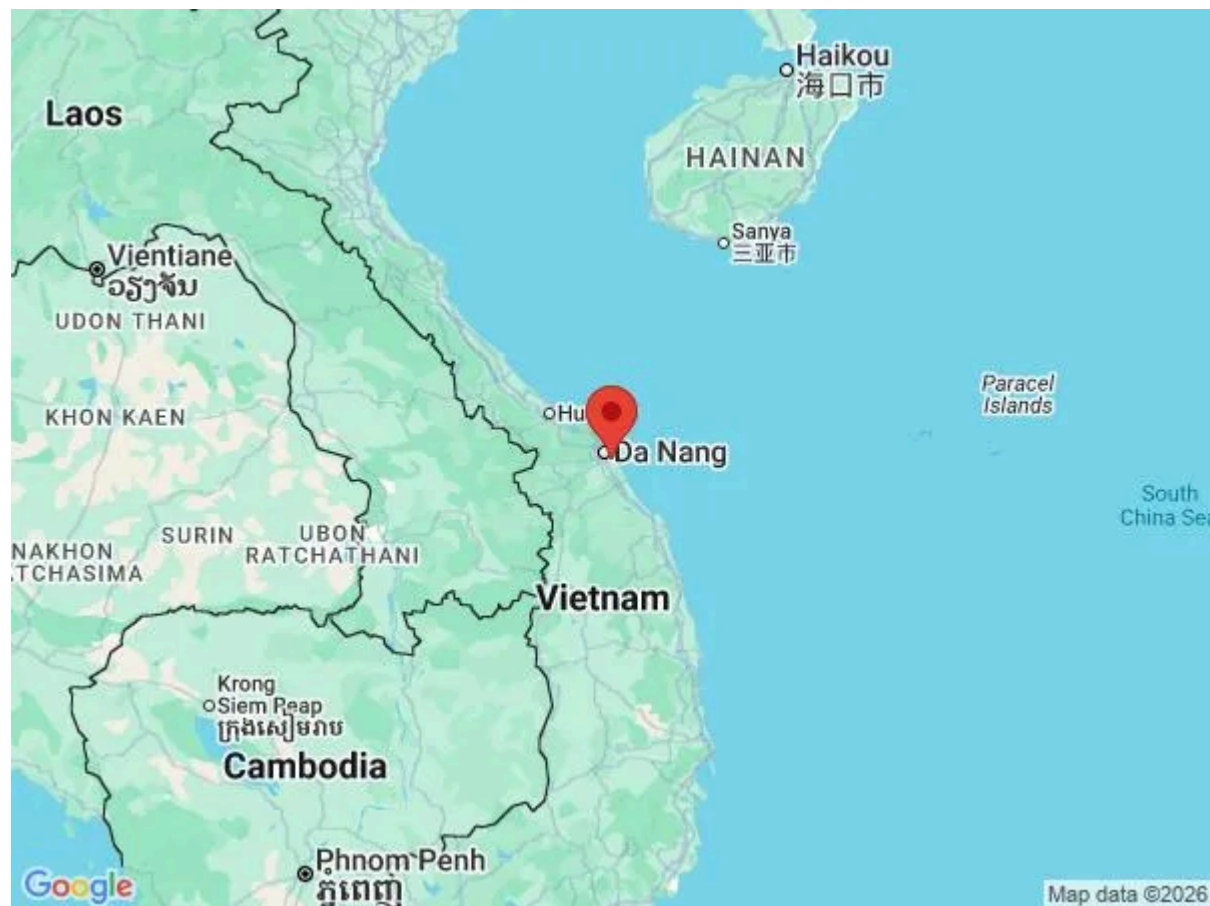 Haikou
海口市
Laos
HAINAN
Sanya
三亚市
Vientiane
ວຽງຈັນ
UDON THANI
Paracel
Islands
KHON KAEN
Da Nang
South
China Sea
SURIN
UBON
RATCHATHANI
NAKHON
Vietnam
Krong
Siem Reap
ក្រុងសៀមរាប
Cambodia
Phnom Penh
ភ្នំពេញ
Google
Map data ©2026